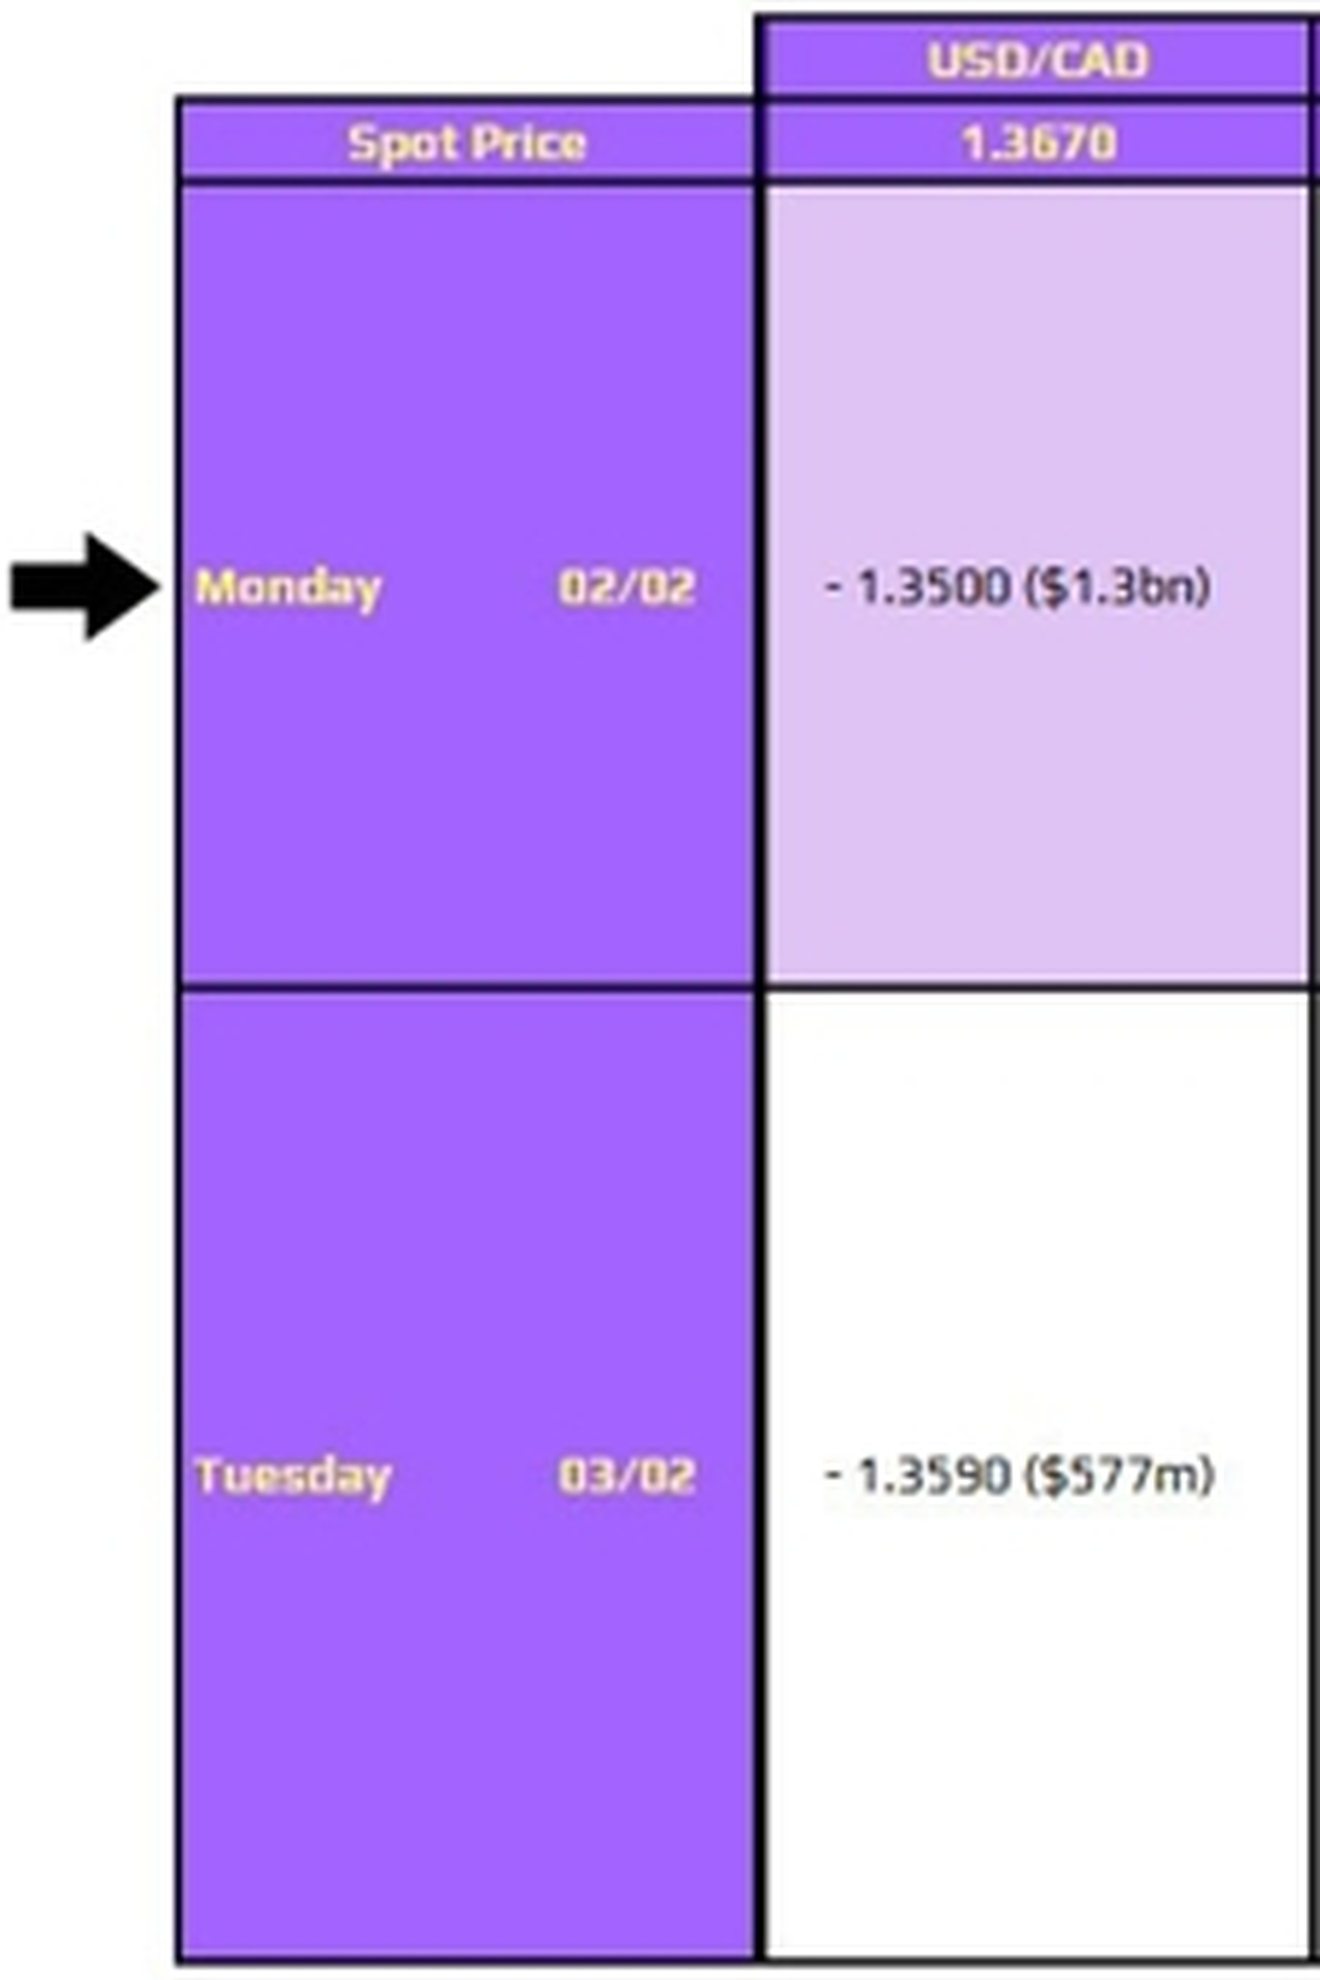 USD/CAD
Spot Price 1.3670
Monday 02/02 - 1.3500 ($1.3bn)
Tuesday 03/02 - 1.3590 ($577m)